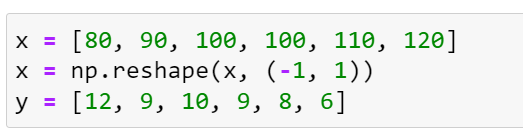 x = [80, 90, 100, 100, 110, 120]
x = np.reshape(x, (-1, 1))
y = [12, 9, 10, 9, 8, 6]